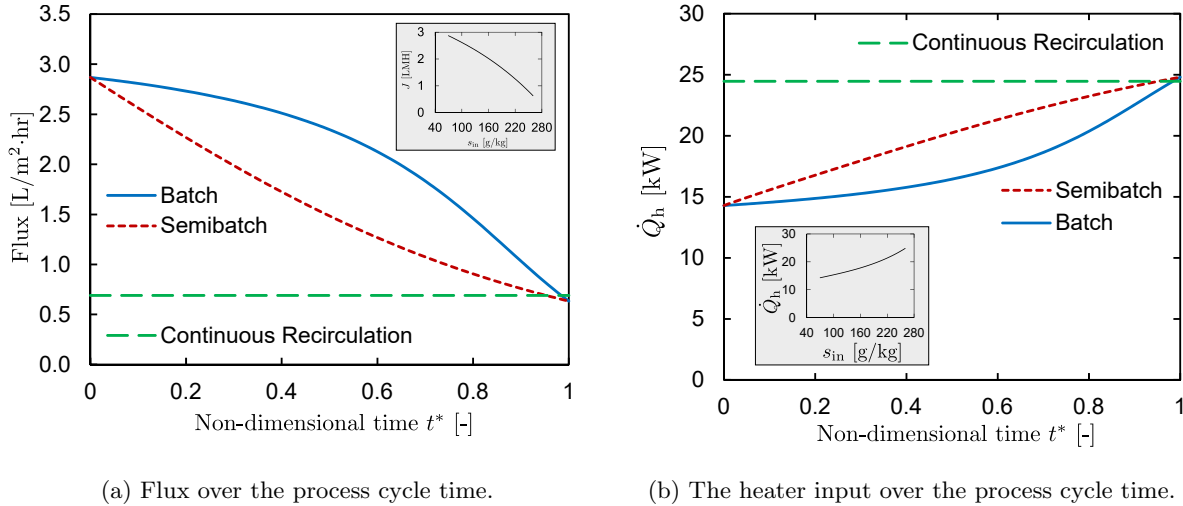 3.5
3.0
2.5
2.0
1.5
1.0
0.5
0.0
Flux [L/m²·hr]
3
2
1
0
J [LMH]
40 100 160 220 280
s_in [g/kg]
Batch
Semibatch
Continuous Recirculation
0 0.2 0.4 0.6 0.8 1
Non-dimensional time t* [-]
(a) Flux over the process cycle time.
30
25
20
15
10
5
0
Q̇_h [kW]
Continuous Recirculation
Semibatch
Batch
30
20
10
0
Q̇_h [kW]
40 100 160 220 280
s_in [g/kg]
0 0.2 0.4 0.6 0.8 1
Non-dimensional time t* [-]
(b) The heater input over the process cycle time.